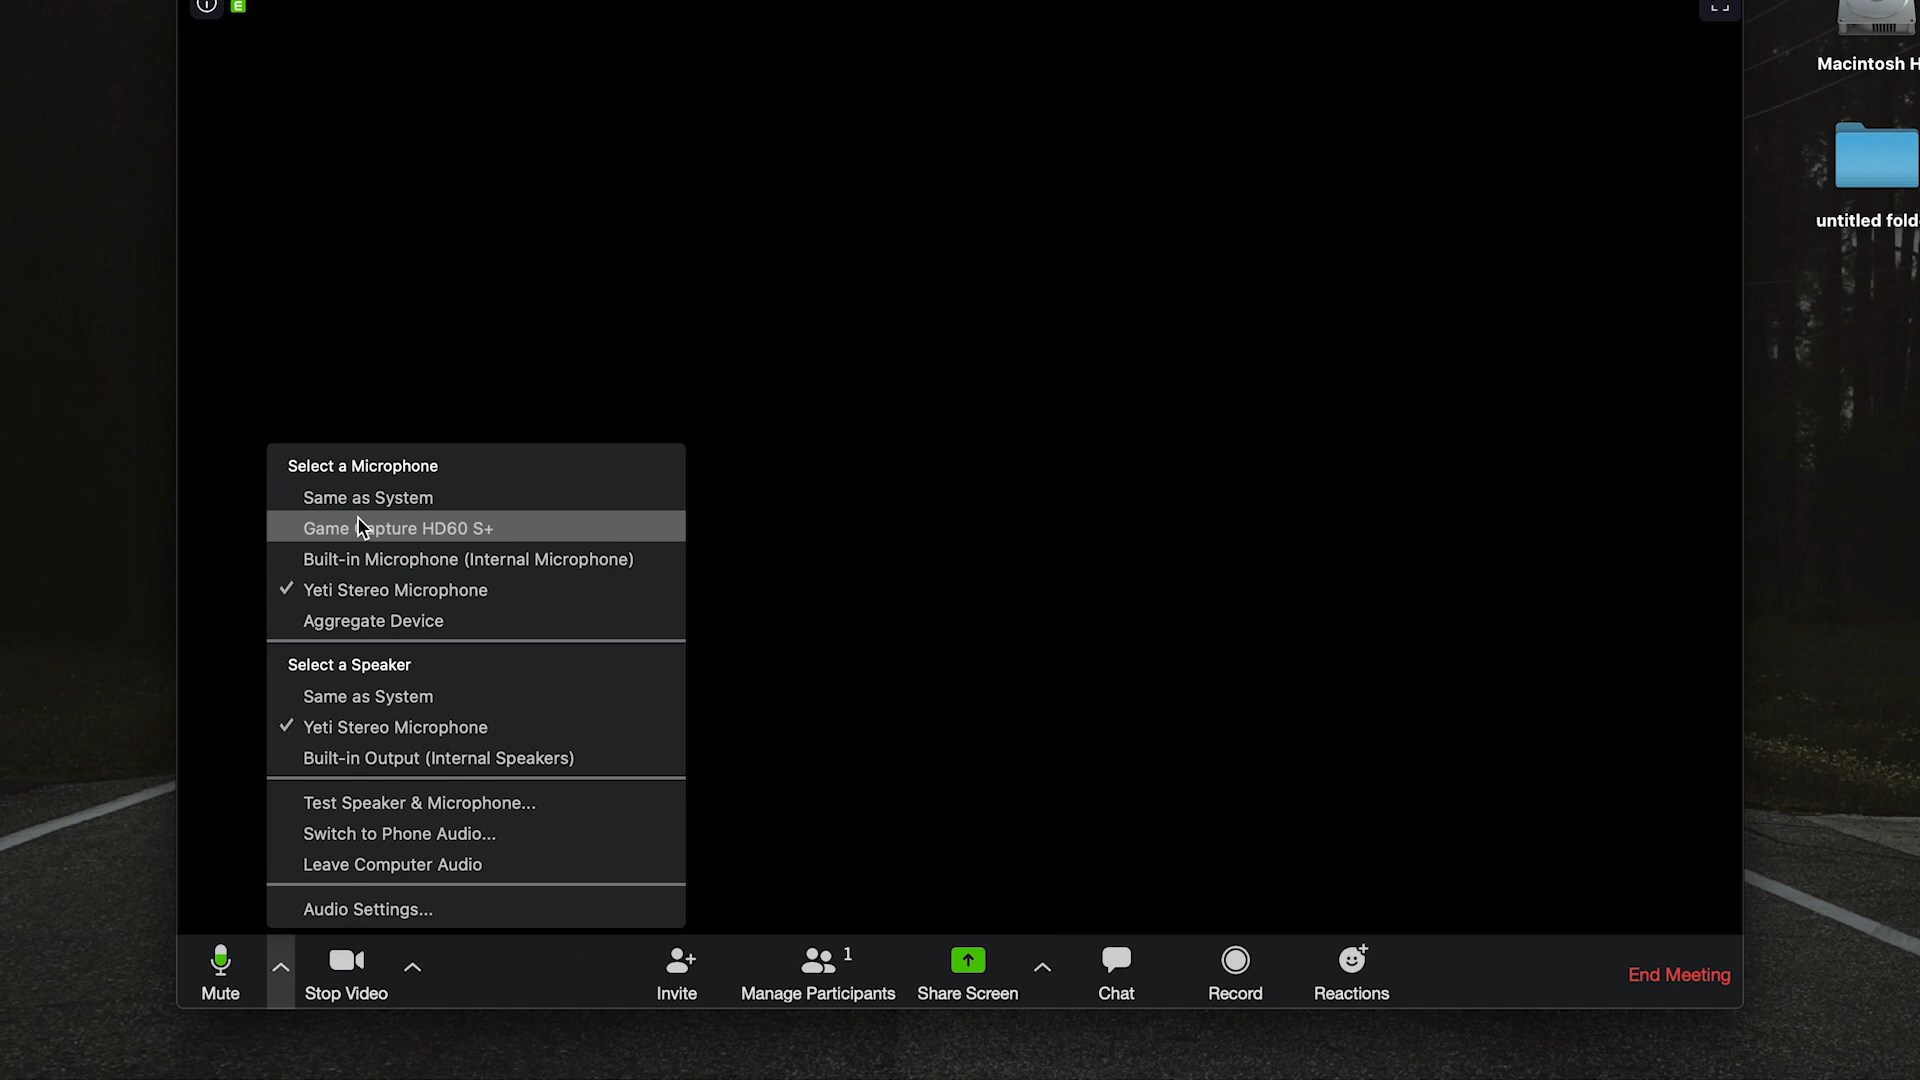 E
Macintosh H
untitled fold
Select a Microphone
Same as System
Game pture HD60 S+
Built-in Microphone (Internal Microphone)
✓ Yeti Stereo Microphone
Aggregate Device
Select a Speaker
Same as System
✓ Yeti Stereo Microphone
Built-in Output (Internal Speakers)
Test Speaker & Microphone...
Switch to Phone Audio...
Leave Computer Audio
Audio Settings...
1
Mute
Stop Video
Invite
Manage Participants
Share Screen
Chat
Record
Reactions
End Meeting